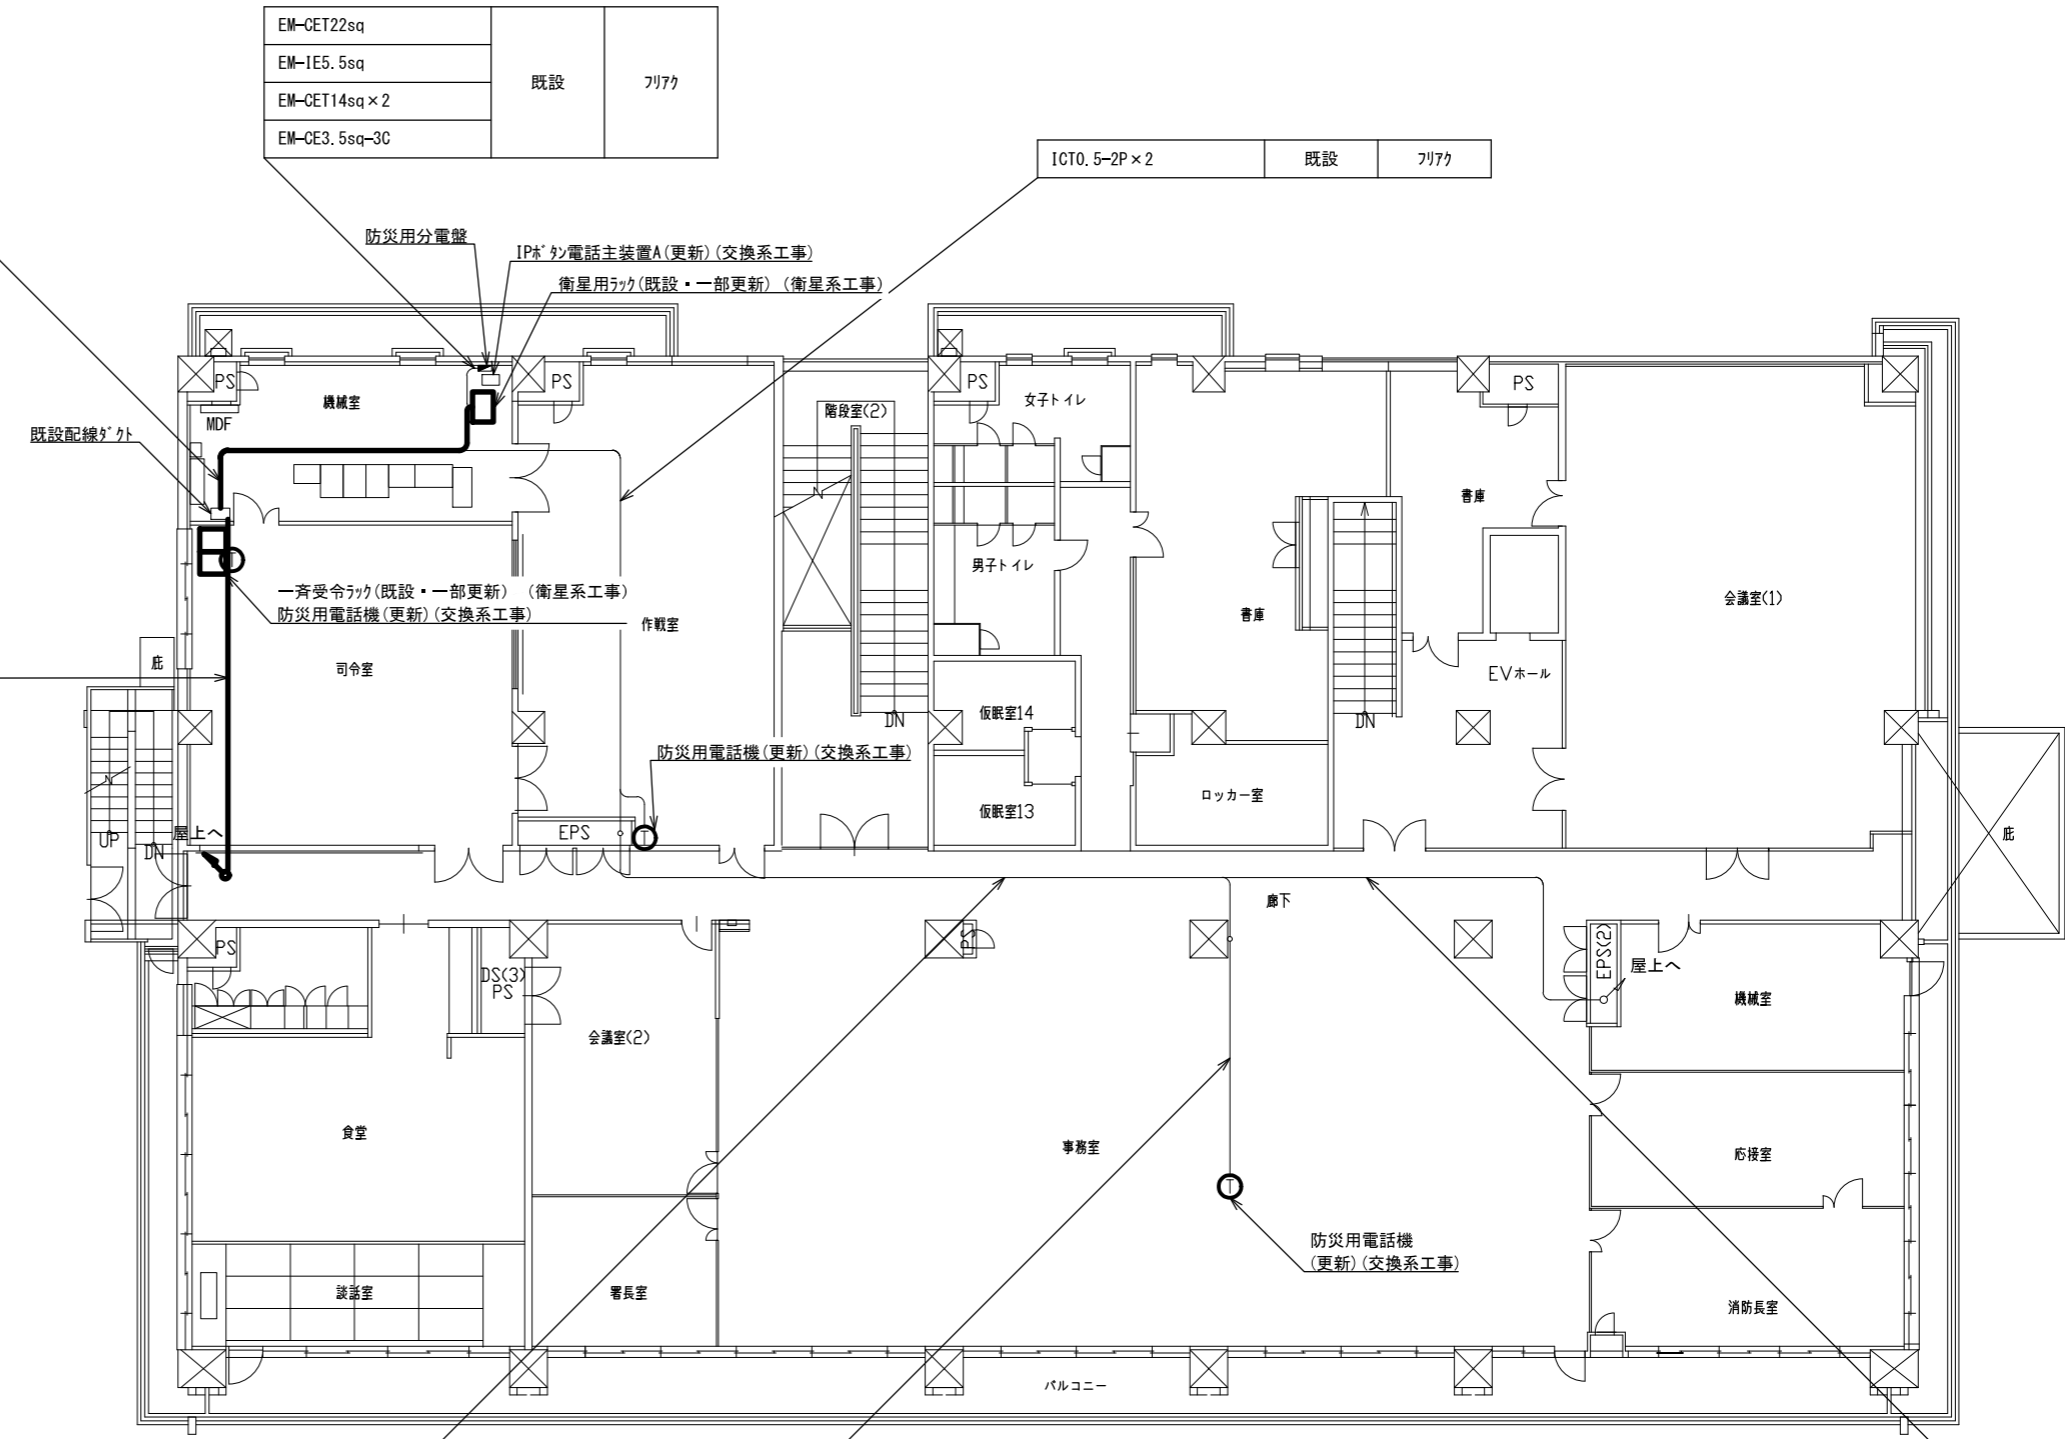 EM-CET22sq
EM-IE5.5sq
EM-CET14sq×2
EM-CE3.5sq-3C
既設
フリアク
ICT0.5-2P×2
既設
フリアク
防災用分電盤
IPボタン電話主装置A(更新)(交換系工事)
衛星用ラック(既設・一部更新) (衛星系工事)
PS
機械室
MDF
既設配線ダクト
PS
階段室(2)
PS
女子トイレ
PS
書庫
男子トイレ
書庫
会議室(1)
T
一斉受令ラック(既設・一部更新) (衛星系工事)
防災用電話機(更新)(交換系工事)
作戦室
司令室
庇
EVホール
仮眠室14
DN
DN
防災用電話機(更新)(交換系工事)
ロッカー室
仮眠室13
EPS
T
UP
DN
屋上へ
庇
廊下
PS
PS
DS(3)
PS
EPS(2)
屋上へ
機械室
会議室(2)
食堂
事務室
応接室
T
防災用電話機
(更新)(交換系工事)
談話室
署長室
消防長室
バルコニー